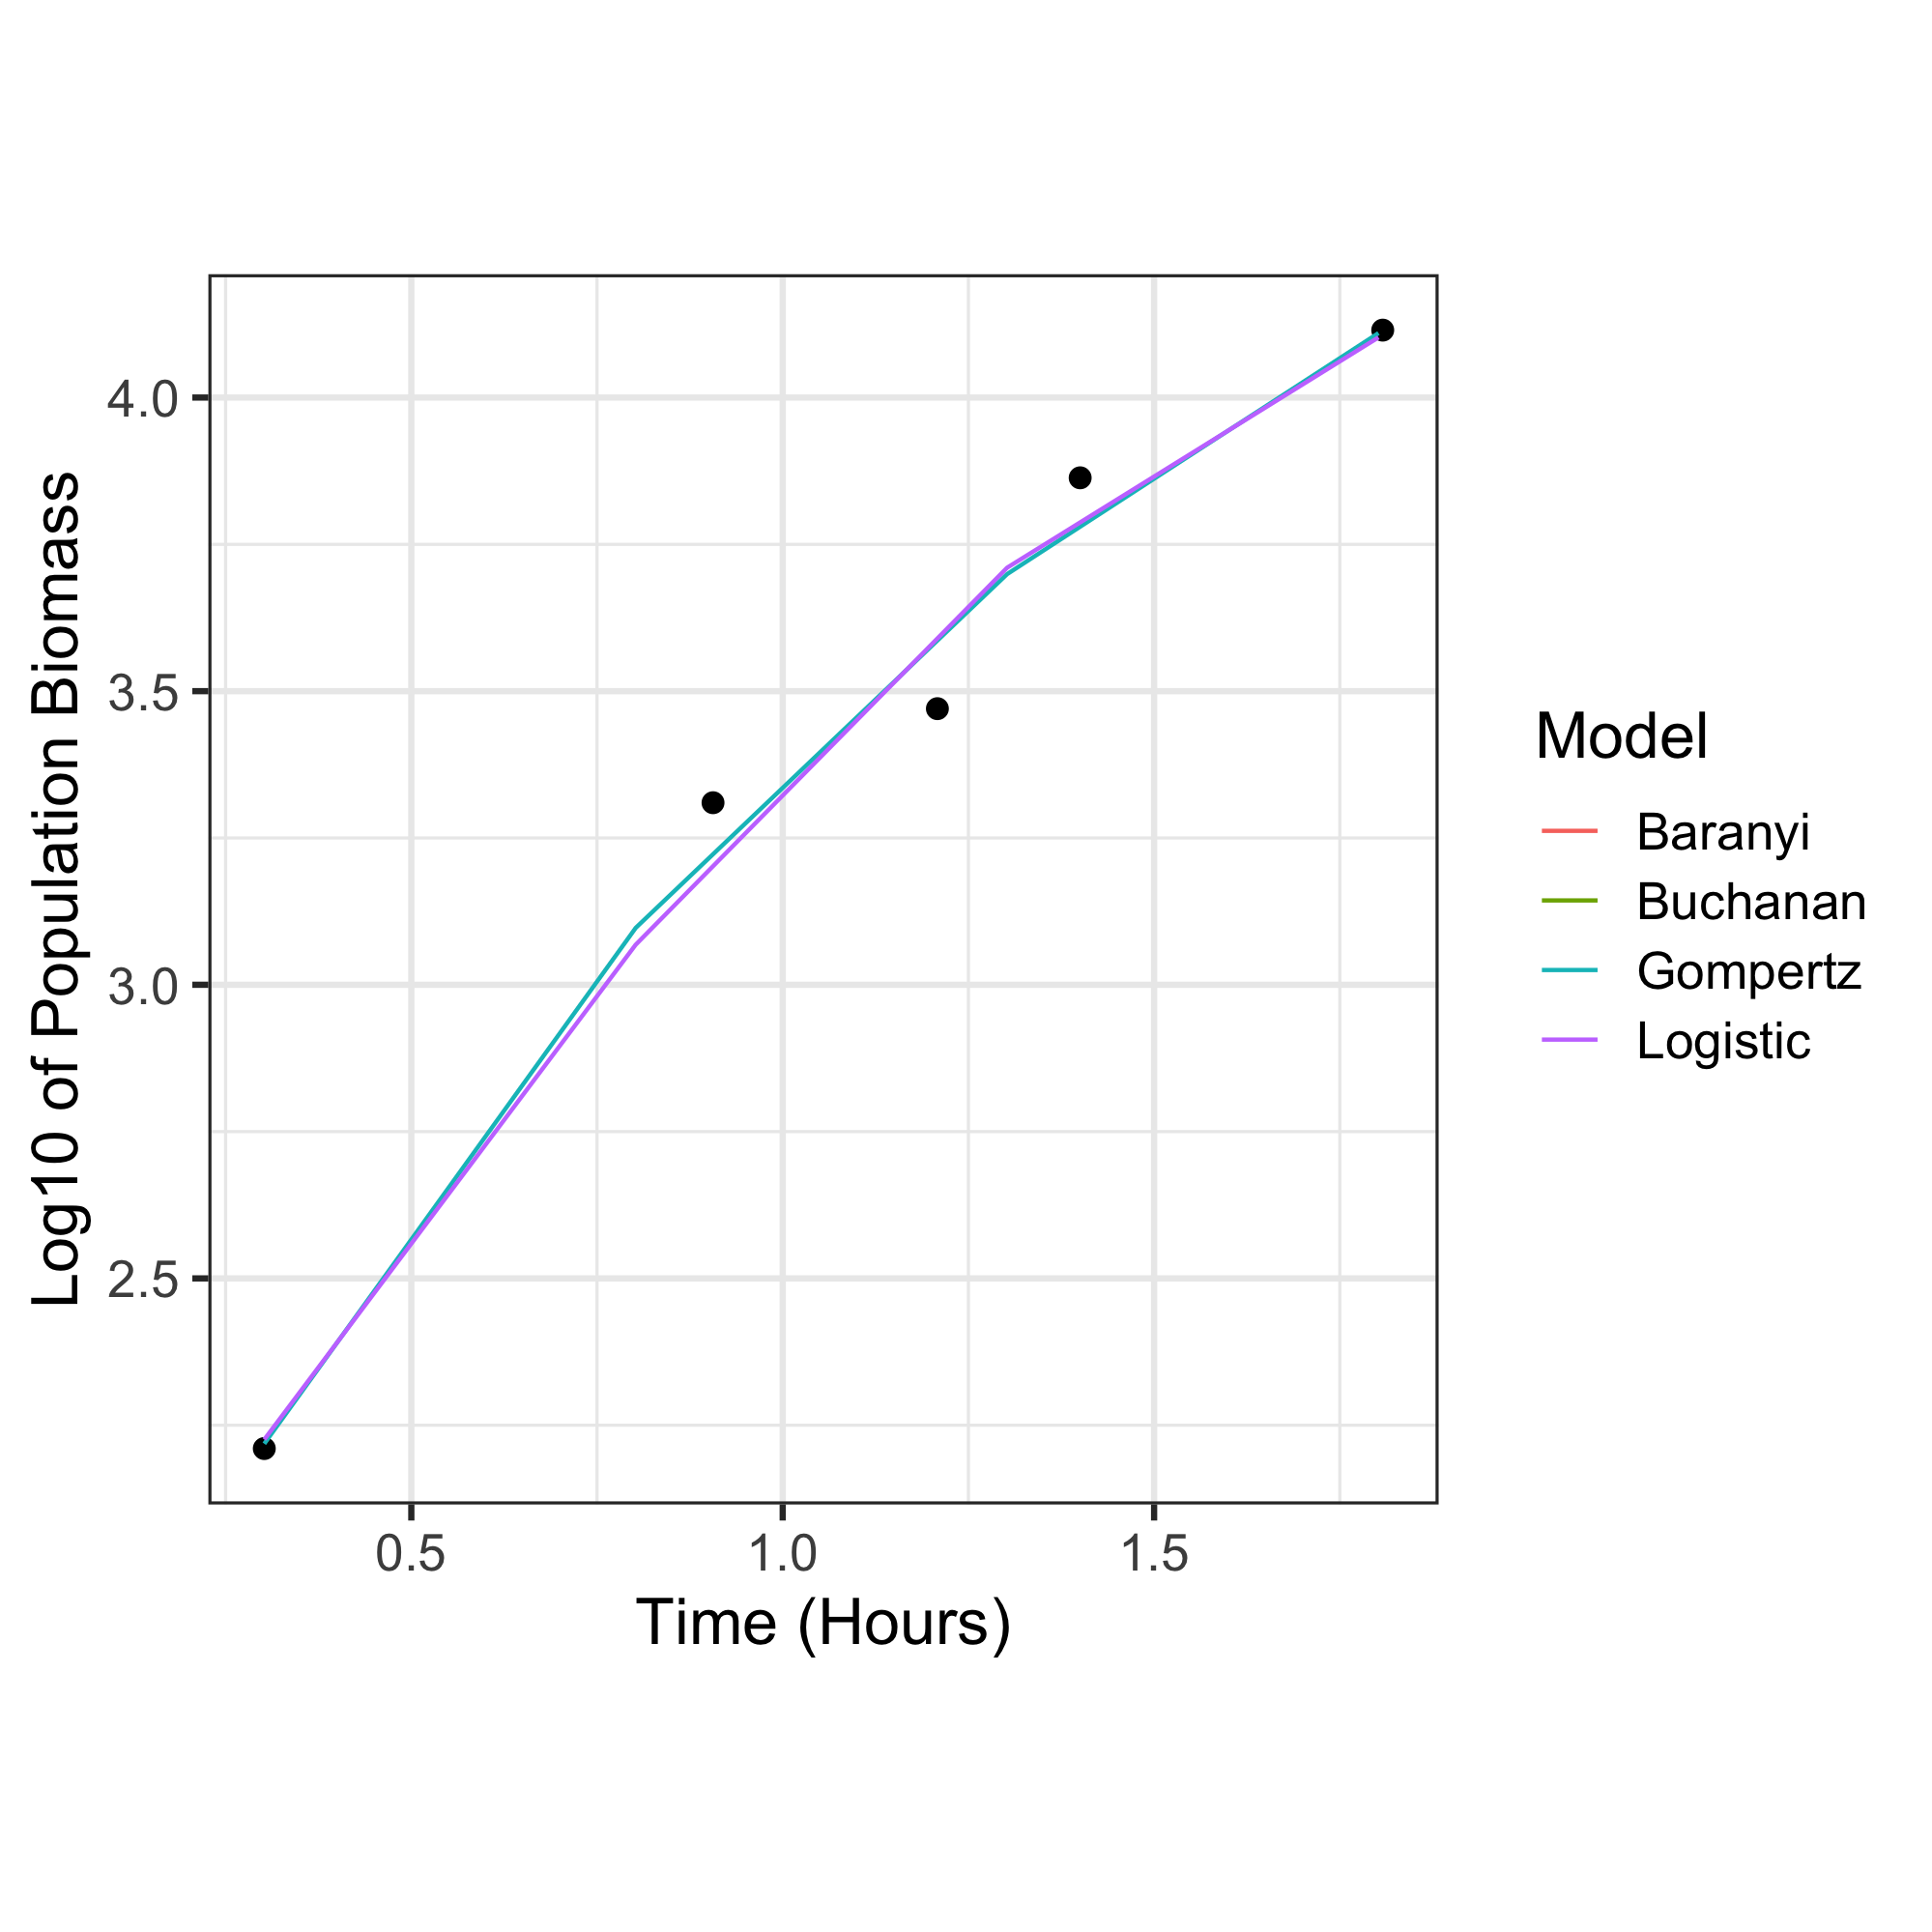 Log10 of Population Biomass
4.0
3.5
3.0
2.5
0.5 1.0 1.5
Time (Hours)
Model
Baranyi
Buchanan
Gompertz
Logistic